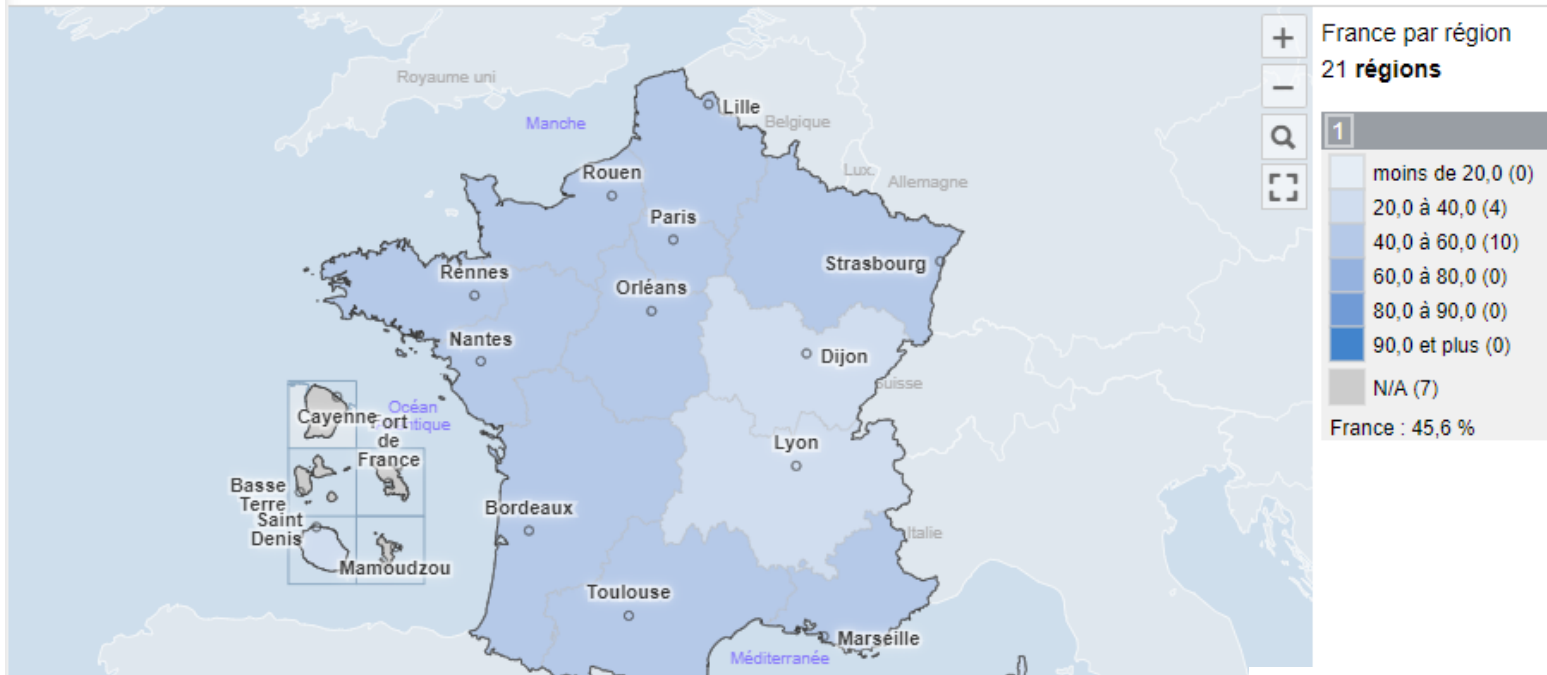 Royaume uni
Manche
Lille
Belgique
Rouen
Lux.
Allemagne
Paris
Strasbourg
Rennes
Orléans
Nantes
Dijon
Suisse
Cayenne
Océan
Fort
de
France
Lyon
Basse
Terre
Bordeaux
Saint
Denis
Italie
Mamoudzou
Toulouse
Marseille
Méditerranée
+
−
France par région
21 régions
1
moins de 20,0 (0)
20,0 à 40,0 (4)
40,0 à 60,0 (10)
60,0 à 80,0 (0)
80,0 à 90,0 (0)
90,0 et plus (0)
N/A (7)
France : 45,6 %